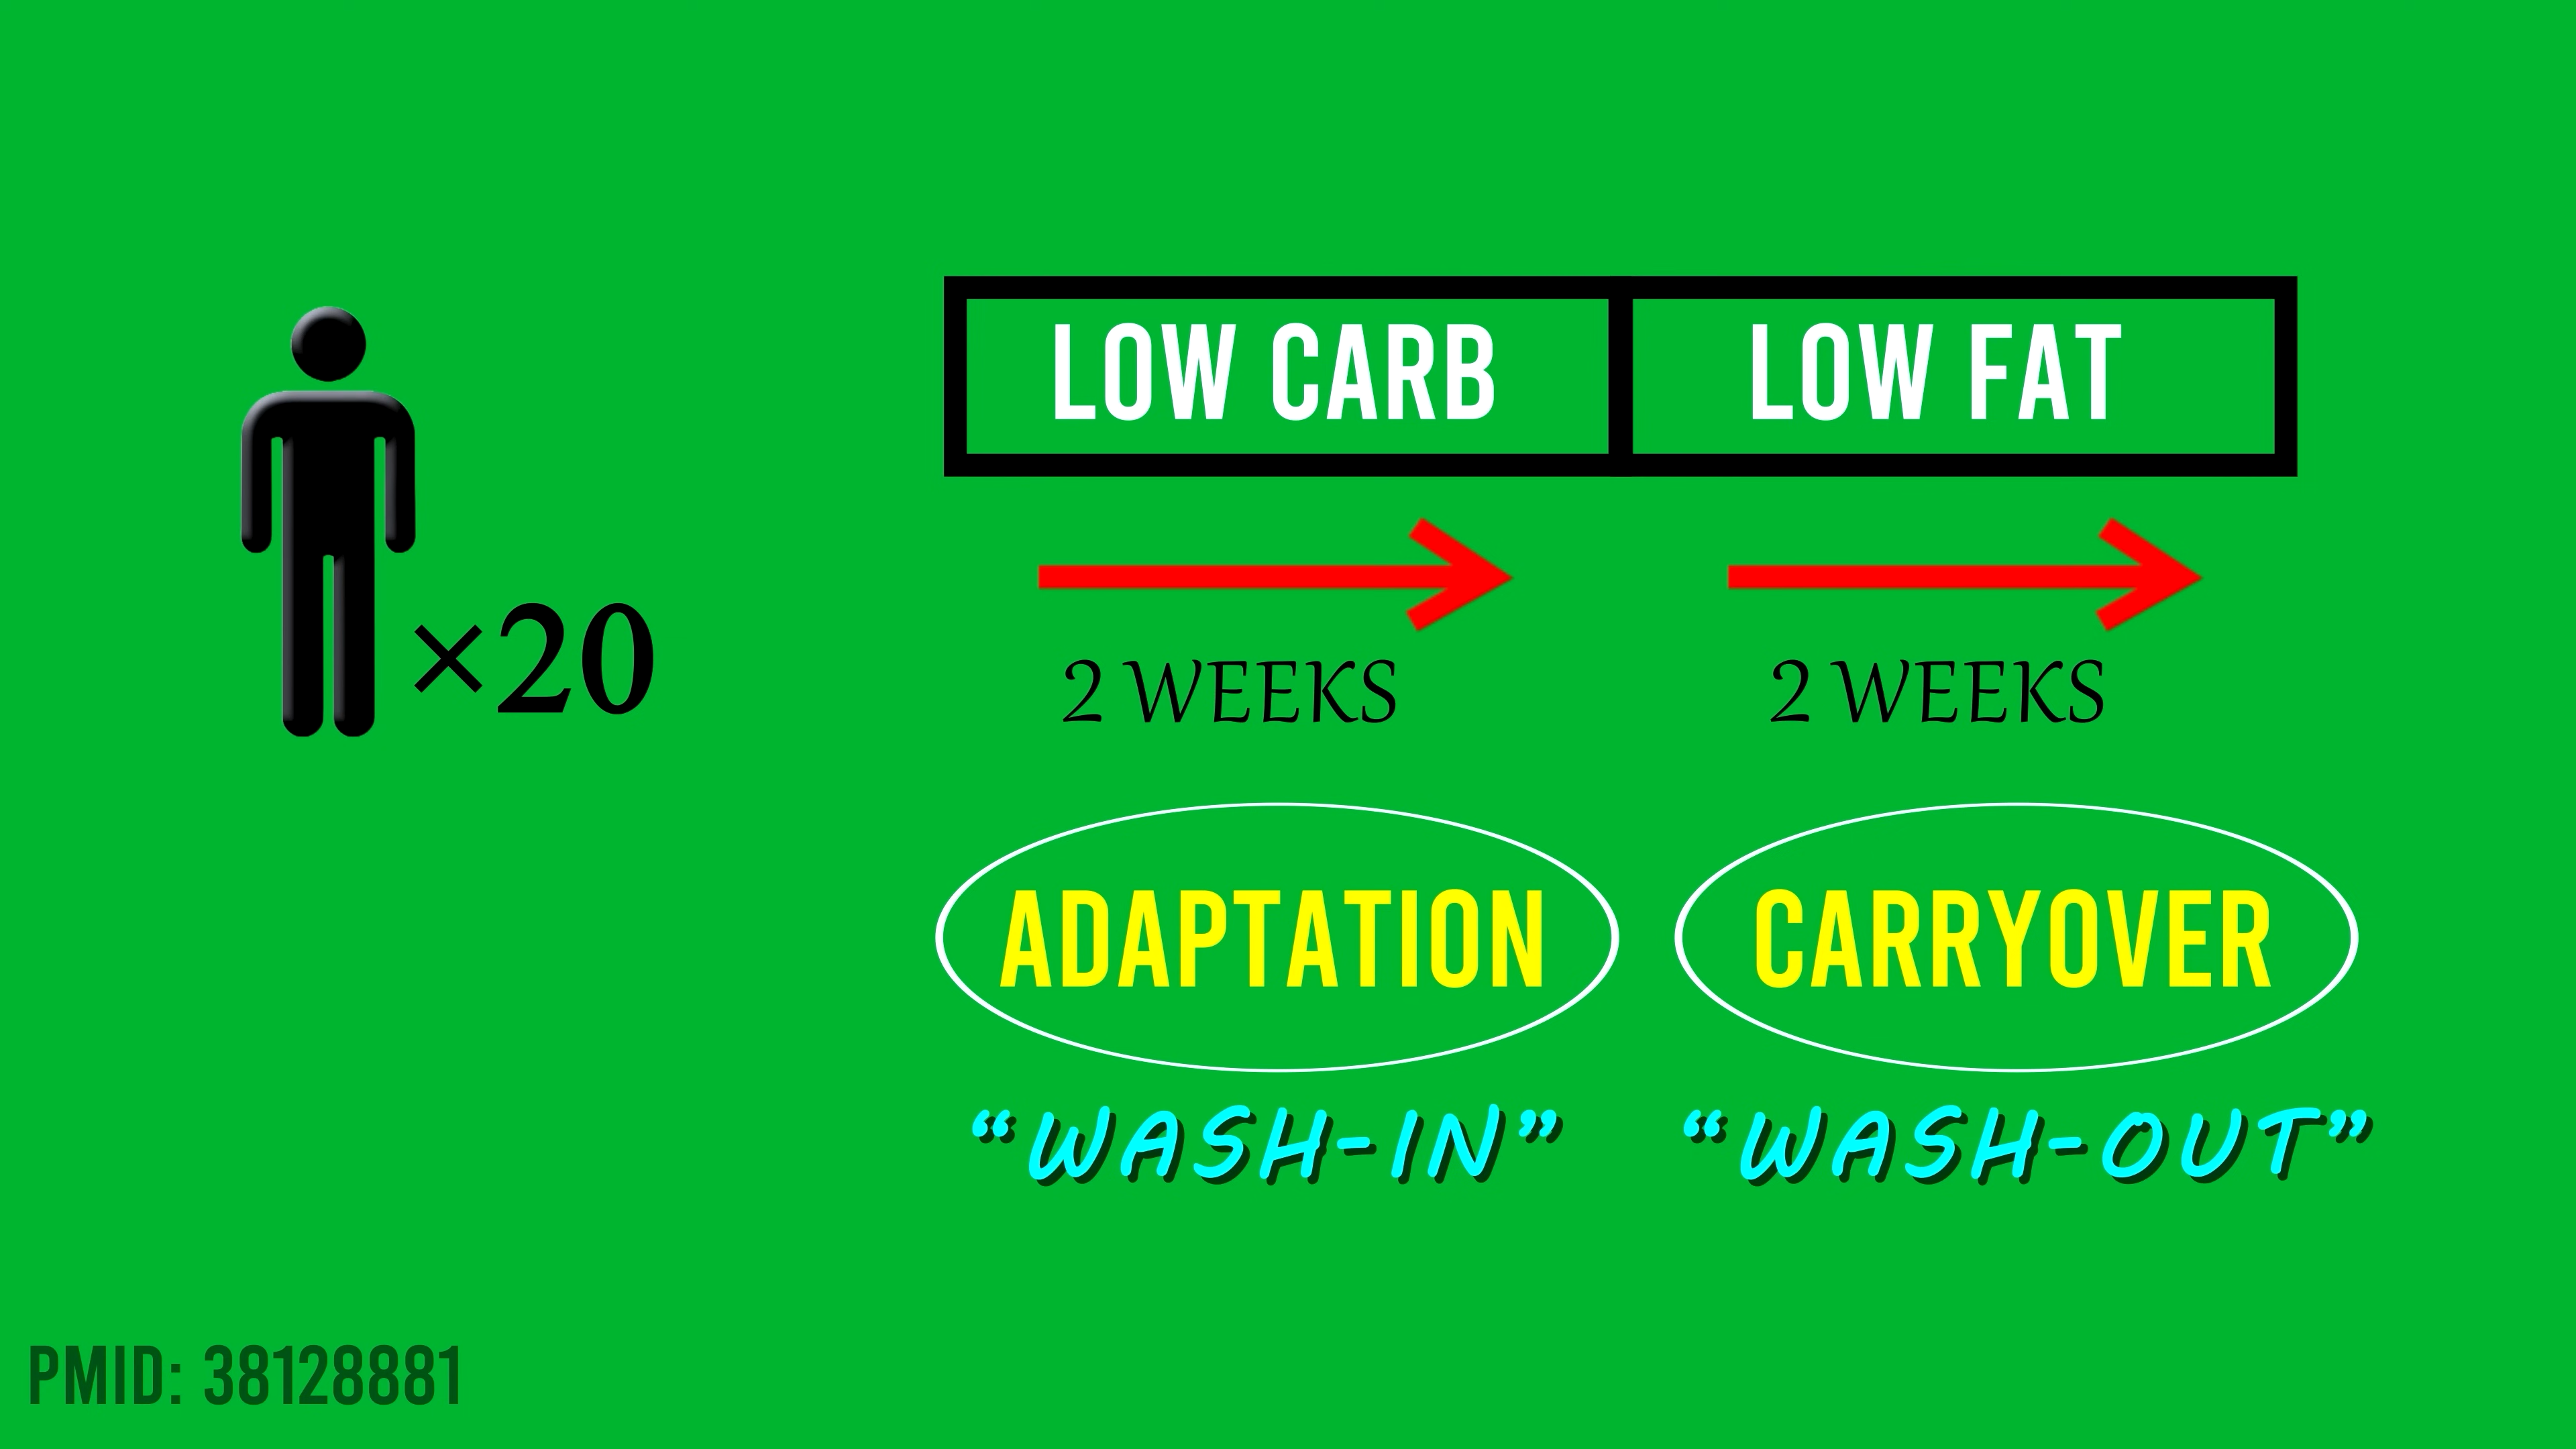 LOW CARB LOW FAT
×20
2 WEEKS 2 WEEKS
ADAPTATION CARRYOVER
“WASH-IN” “WASH-OUT”
PMID: 38128881